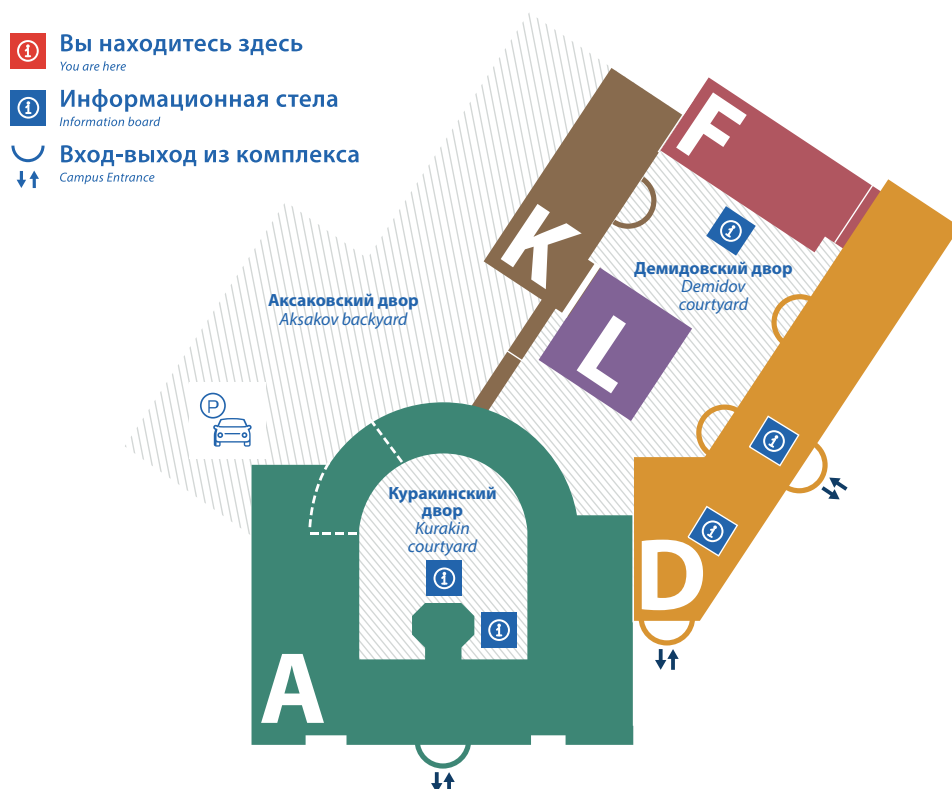 Вы находитесь здесь
You are here
Информационная стела
Information board
Вход-выход из комплекса
Campus Entrance
F
K
Демидовский двор
Demidov
courtyard
Аксаковский двор
Aksakov backyard
L
P
Куракинский
двор
Kurakin
courtyard
D
A